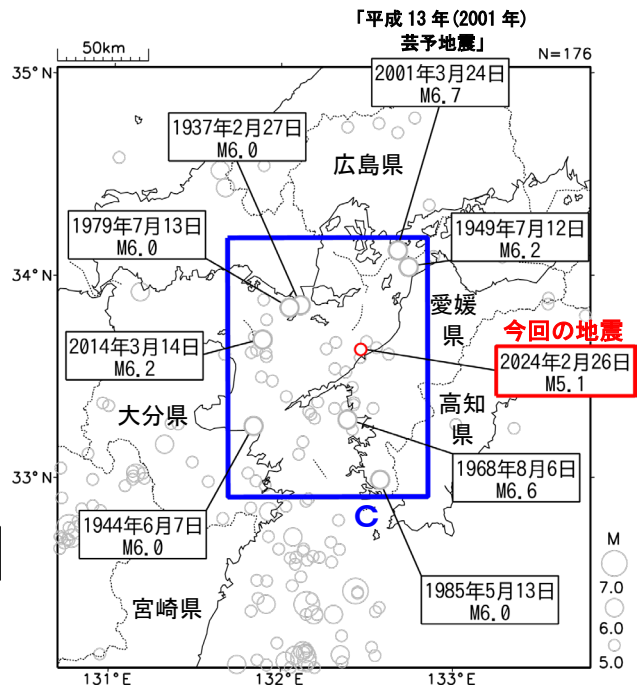 「平成 13 年(2001 年)
芸予地震」
50km
N=176
35°N
2001年3月24日
M6.7
1937年2月27日
M6.0
広島県
1979年7月13日
M6.0
1949年7月12日
M6.2
34°N
愛媛
県
今回の地震
2014年3月14日
M6.2
2024年2月26日
M5.1
大分県
高知
県
33°N
1968年8月6日
M6.6
1944年6月7日
M6.0
C
M
7.0
6.0
5.0
1985年5月13日
M6.0
宮崎県
131°E
132°E
133°E